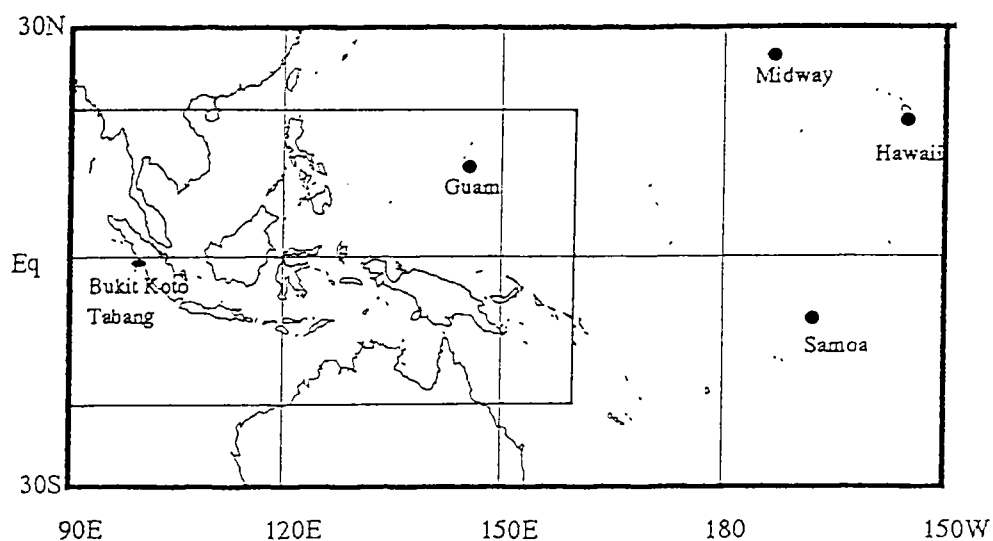 30N
Midway
Hawaii
Guam
Eq
Bukit Koto
Tabang
Samoa
30S
90E 120E 150E 180 150W